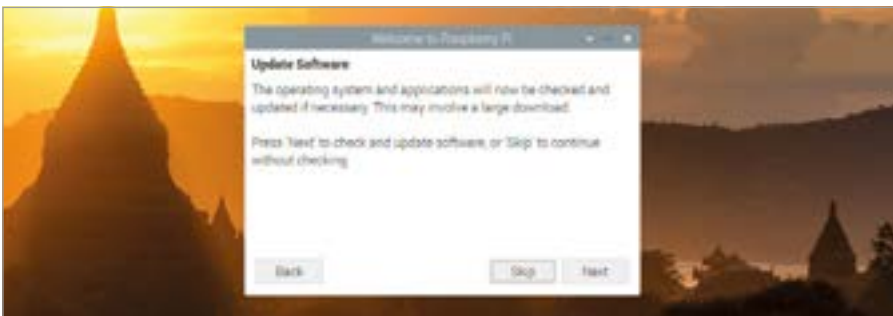 Welcome to Raspberry Pi
Update Software
The operating system and applications will now be checked and
updated if necessary. This may involve a large download.
Press 'Next' to check and update software, or 'Skip' to continue
without checking.
Back
Skip
Next